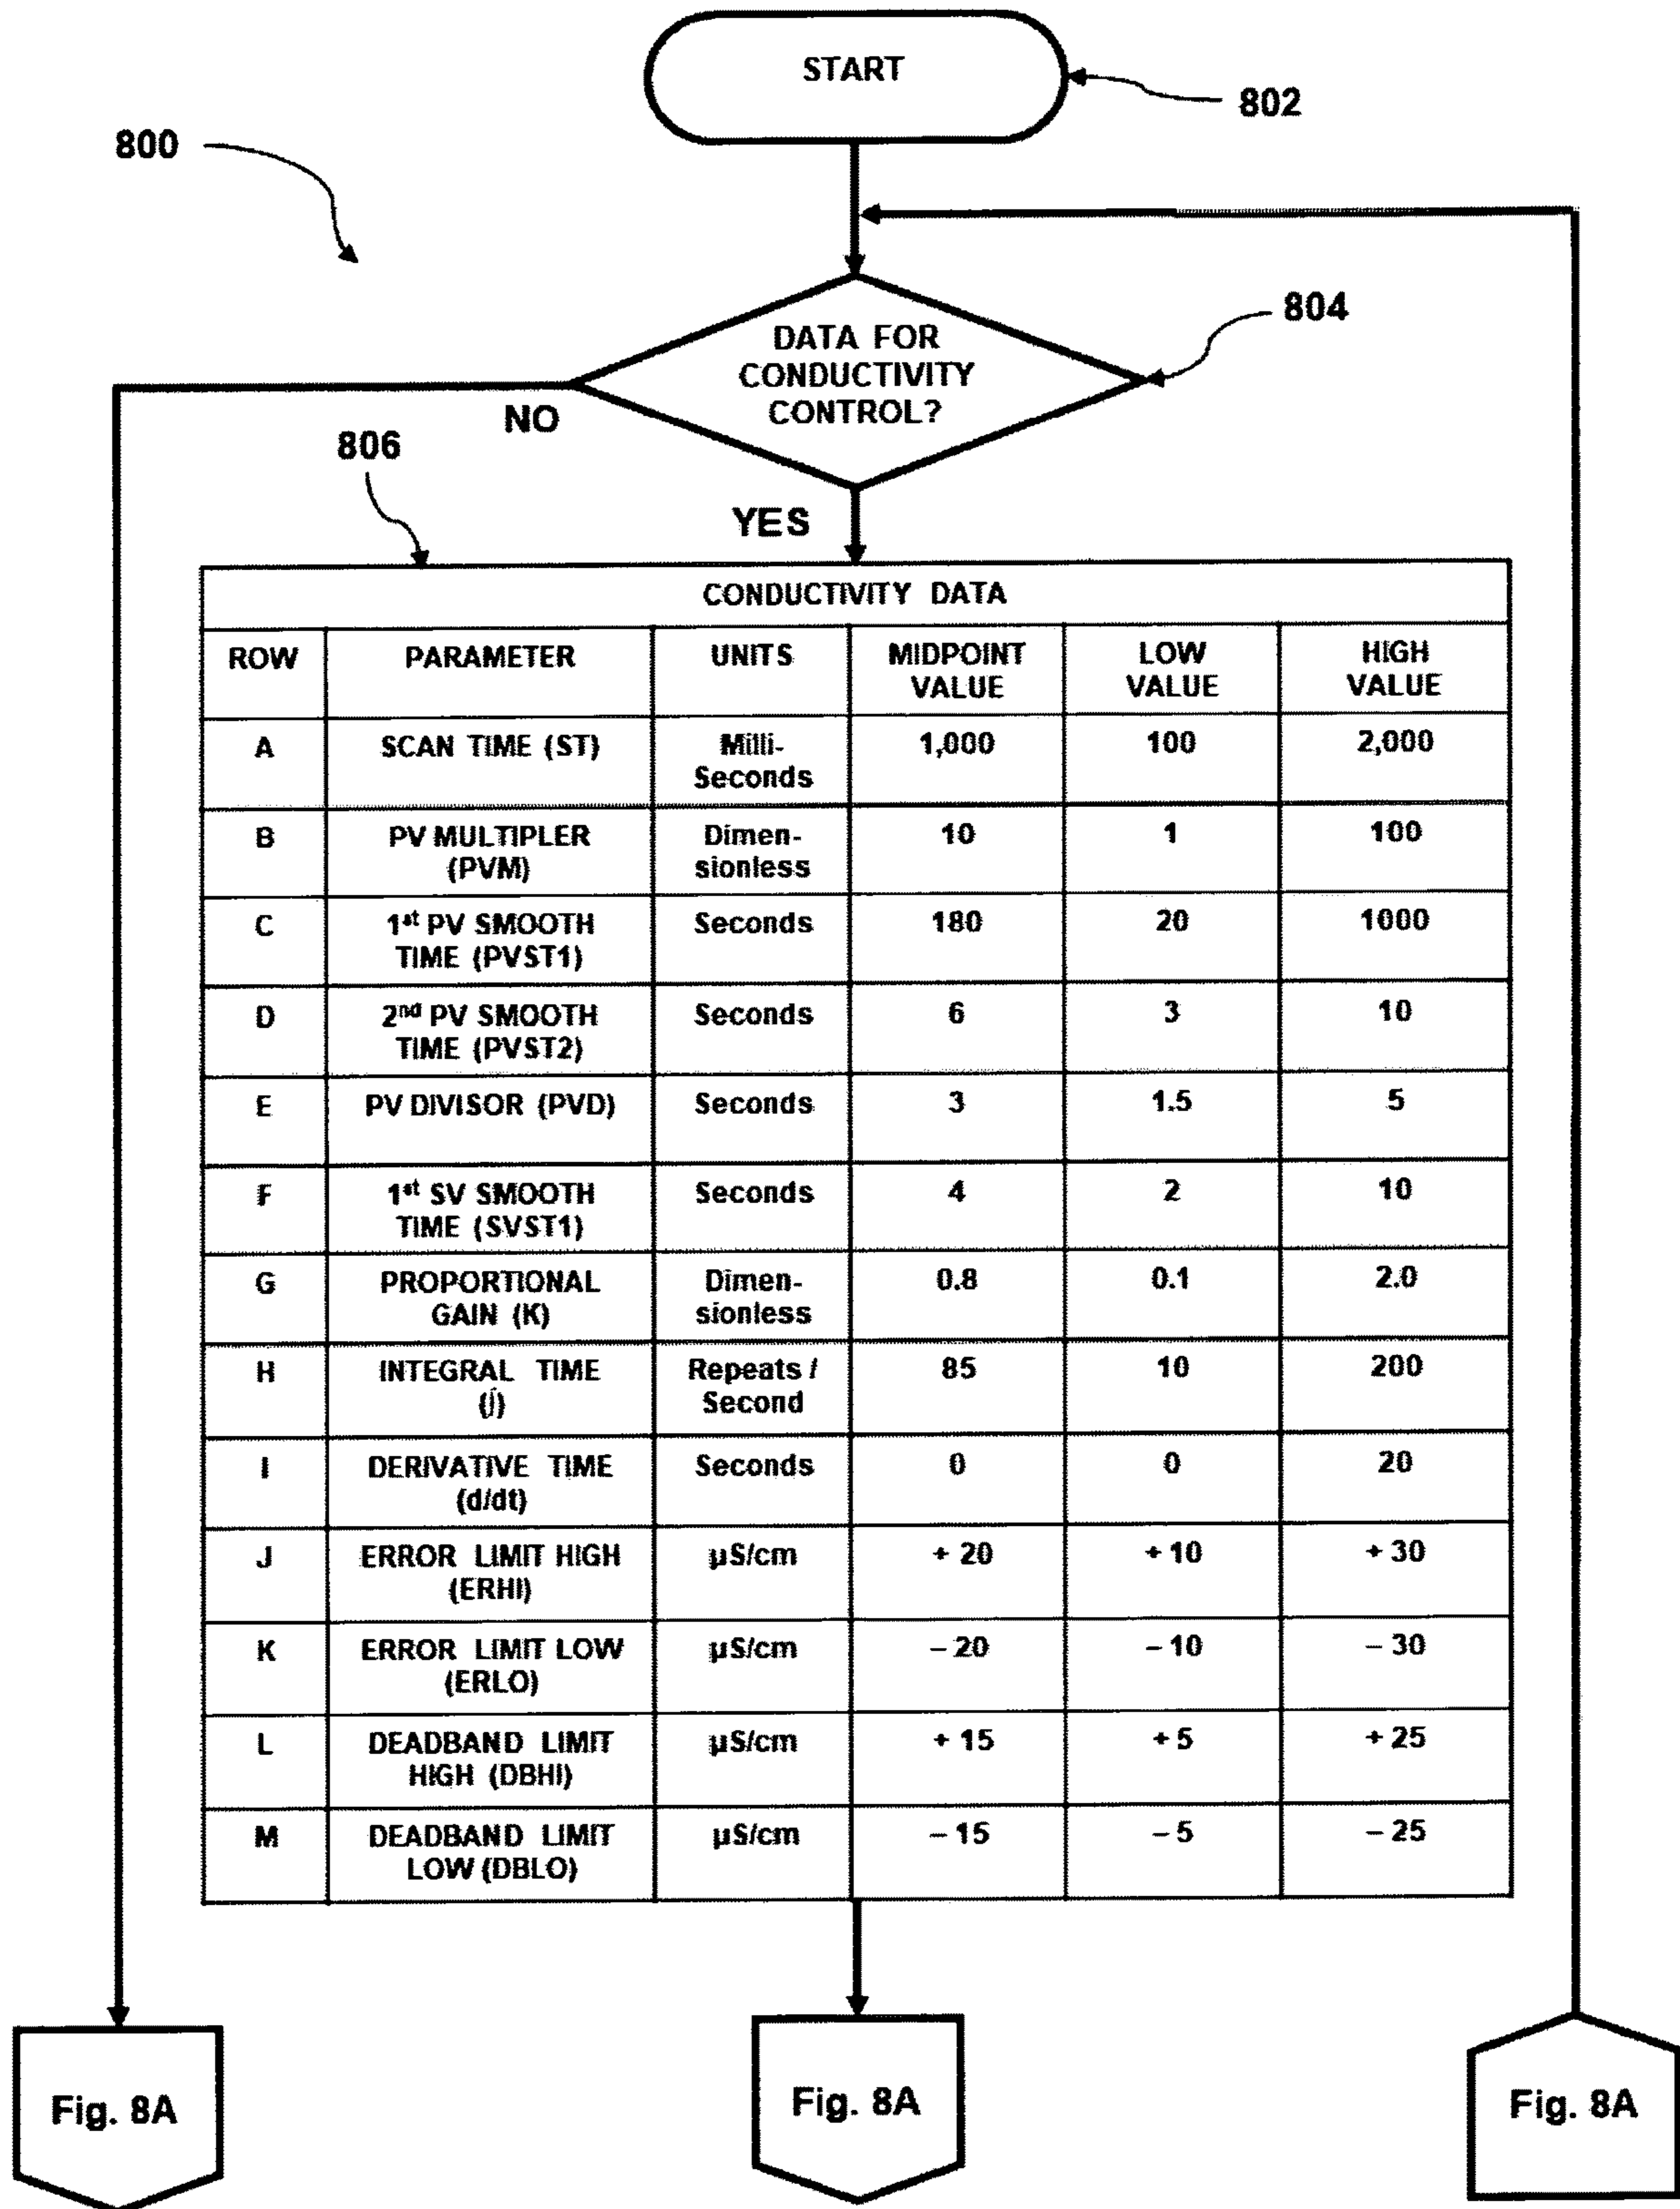 START
802
800
804
DATA FOR
CONDUCTIVITY
CONTROL?
NO
806
YES
CONDUCTIVITY DATA
ROW PARAMETER UNITS MIDPOINT VALUE LOW VALUE HIGH VALUE
A SCAN TIME (ST) Milli-Seconds 1,000 100 2,000
B PV MULTIPLER (PVM) Dimen-sionless 10 1 100
C 1st PV SMOOTH TIME (PVST1) Seconds 180 20 1000
D 2nd PV SMOOTH TIME (PVST2) Seconds 6 3 10
E PV DIVISOR (PVD) Seconds 3 1.5 5
F 1st SV SMOOTH TIME (SVST1) Seconds 4 2 10
G PROPORTIONAL GAIN (K) Dimen-sionless 0.8 0.1 2.0
H INTEGRAL TIME Repeats / Second 85 10 200
I DERIVATIVE TIME (d/dt) Seconds 0 0 20
J ERROR LIMIT HIGH (ERHI) µS/cm + 20 + 10 + 30
K ERROR LIMIT LOW (ERLO) µS/cm – 20 – 10 – 30
L DEADBAND LIMIT HIGH (DBHI) µS/cm + 15 + 5 + 25
M DEADBAND LIMIT LOW (DBLO) µS/cm – 15 – 5 – 25
Fig. 8A
Fig. 8A
Fig. 8A